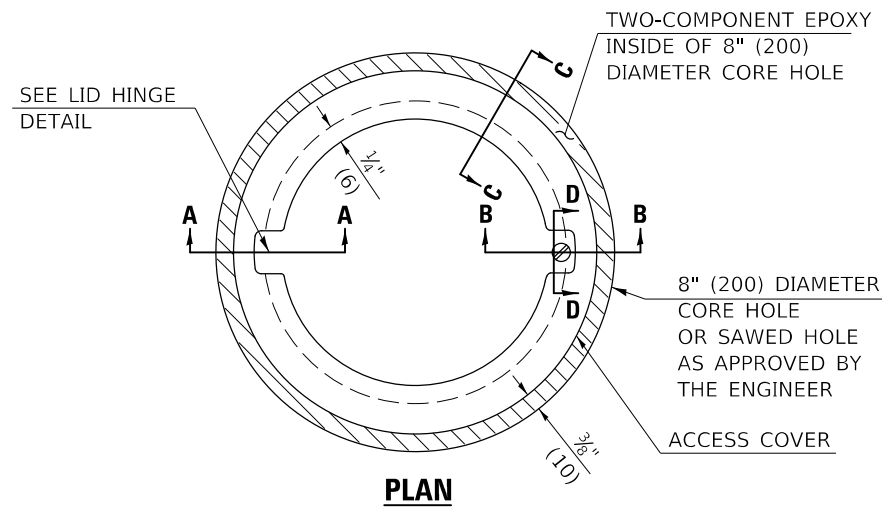 TWO-COMPONENT EPOXY
INSIDE OF 8" (200)
DIAMETER CORE HOLE
SEE LID HINGE
DETAIL
C
C
1/4"
(6)
A
A
B
B
D
D
8" (200) DIAMETER
CORE HOLE
OR SAWED HOLE
AS APPROVED BY
THE ENGINEER
ACCESS COVER
3/8"
(10)
PLAN